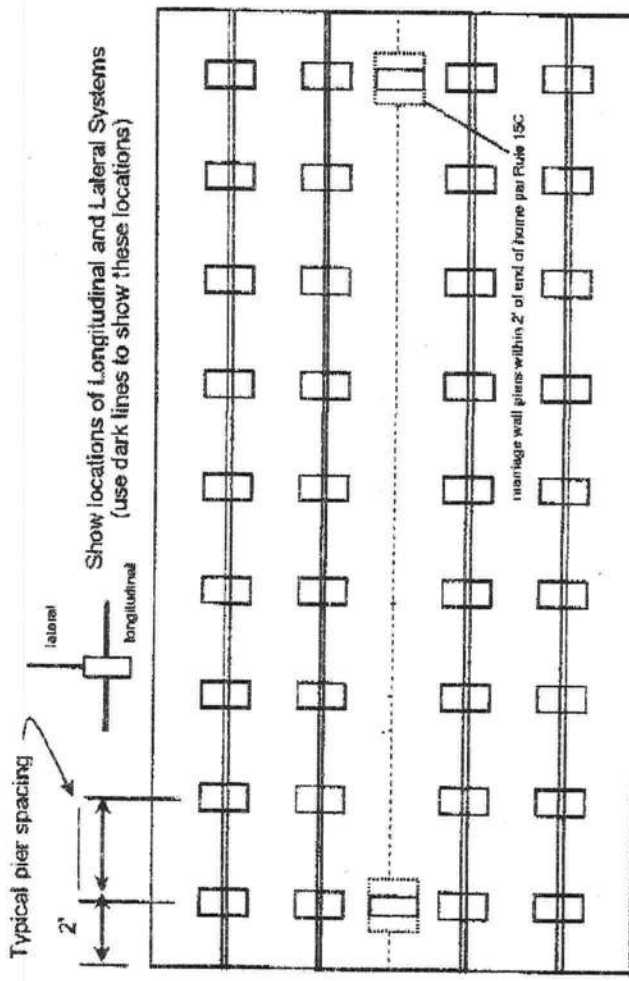 Typical pier spacing
2'
lateral
longitudinal
Show locations of Longitudinal and Lateral Systems
(use dark lines to show these locations)
marriage wall piers within 2' of end of home per Rule 15C